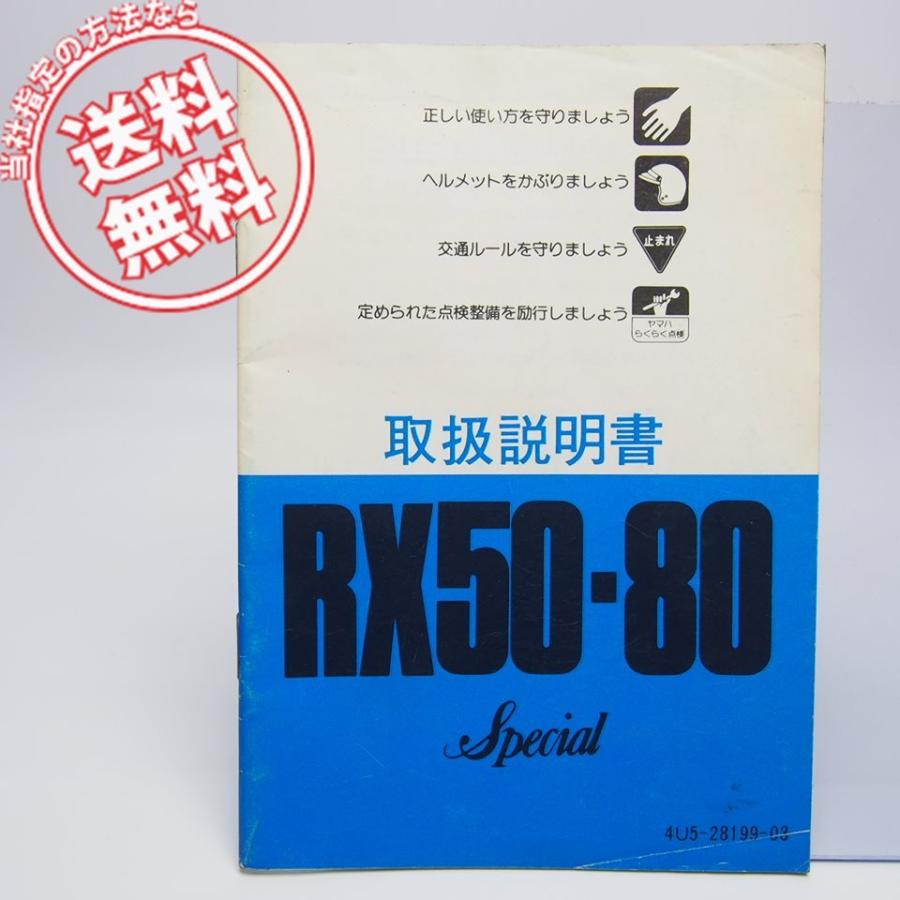 当社指定の方法なら
送料
無料
正しい使い方を守りましょう
ヘルメットをかぶりましょう
交通ルールを守りましょう
止まれ
定められた点検整備を励行しましょう
ヤマハ
らくらく点検
取扱説明書
RX50·80
Special
4U5-28199-03